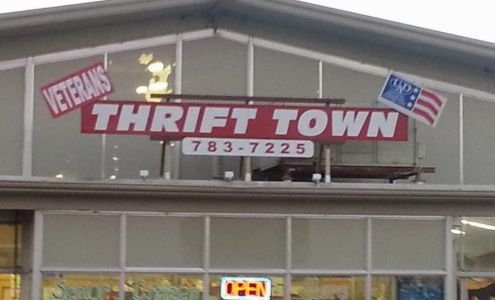 VETERANS
THRIFT TOWN
783-7225
OPEN